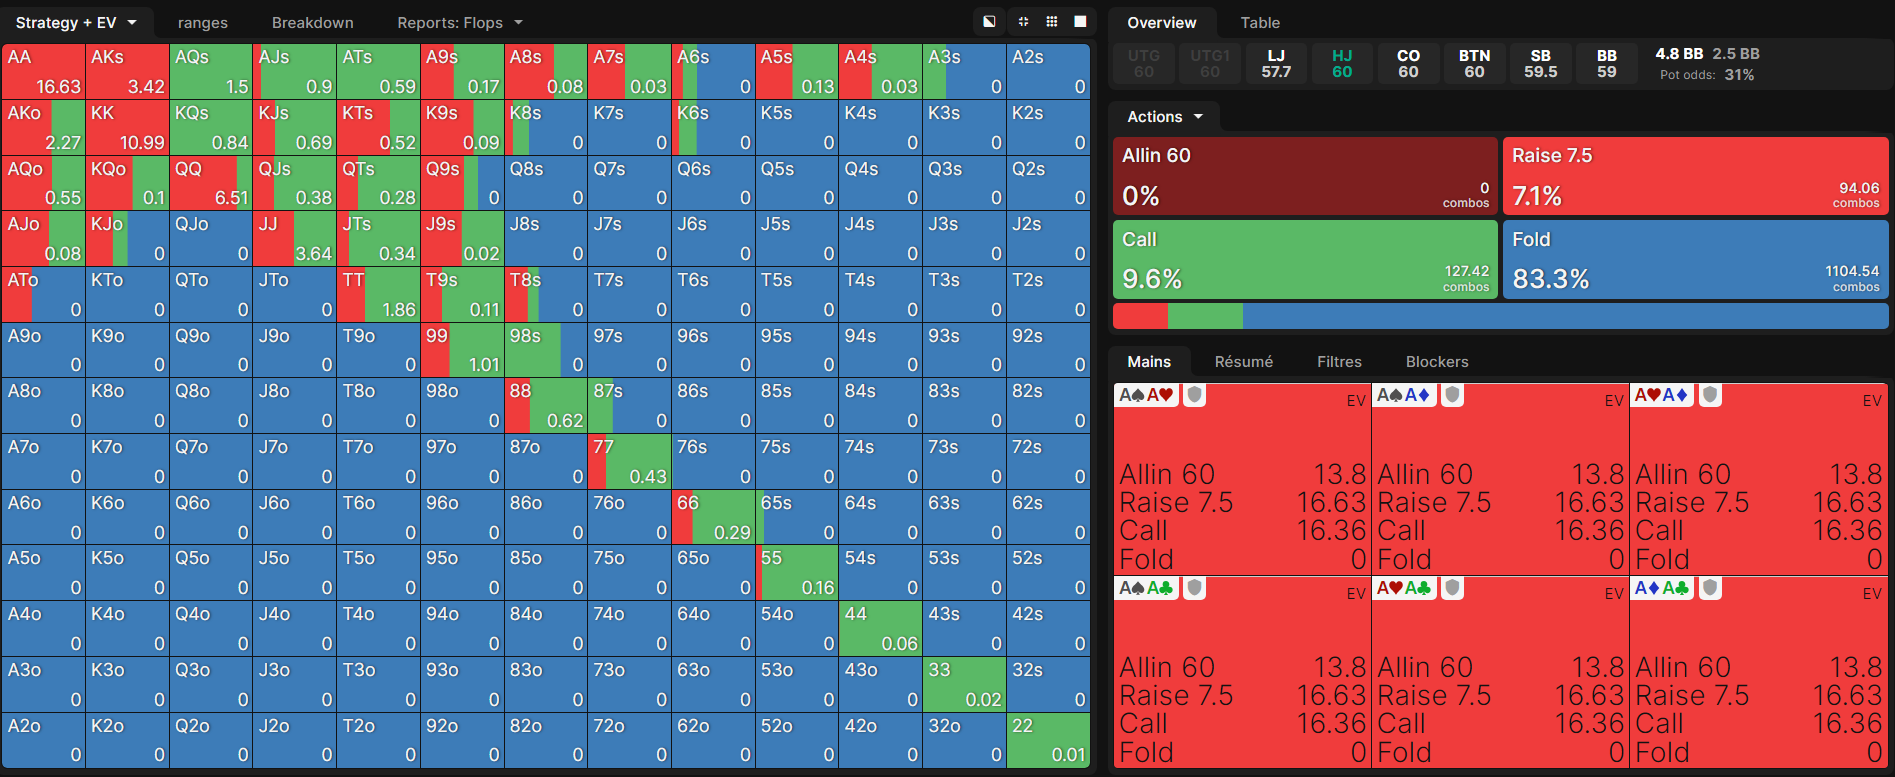 Strategy + EV ranges Breakdown Reports: Flops
AA AKs AQs AJs ATs A9s A8s A7s A6s A5s A4s A3s A2s
16.63 3.42 1.5 0.9 0.59 0.17 0.08 0.03 0 0.13 0.03 0 0
AKo KK KQs KJs KTs K9s K8s K7s K6s K5s K4s K3s K2s
2.27 10.99 0.84 0.69 0.52 0.09 0 0 0 0 0 0 0
AQo KQo QQ QJs QTs Q9s Q8s Q7s Q6s Q5s Q4s Q3s Q2s
0.55 0.1 6.51 0.38 0.28 0 0 0 0 0 0 0 0
AJo KJo QJo JJ JTs J9s J8s J7s J6s J5s J4s J3s J2s
0.08 0 0 3.64 0.34 0.02 0 0 0 0 0 0 0
ATo KTo QTo JTo TT T9s T8s T7s T6s T5s T4s T3s T2s
0 0 0 0 1.86 0.11 0 0 0 0 0 0 0
A9o K9o Q9o J9o T9o 99 98s 97s 96s 95s 94s 93s 92s
0 0 0 0 0 1.01 0 0 0 0 0 0 0
A8o K8o Q8o J8o T8o 98o 88 87s 86s 85s 84s 83s 82s
0 0 0 0 0 0 0.62 0 0 0 0 0 0
A7o K7o Q7o J7o T7o 97o 87o 77 76s 75s 74s 73s 72s
0 0 0 0 0 0 0 0.43 0 0 0 0 0
A6o K6o Q6o J6o T6o 96o 86o 76o 66 65s 64s 63s 62s
0 0 0 0 0 0 0 0 0.29 0 0 0 0
A5o K5o Q5o J5o T5o 95o 85o 75o 65o 55 54s 53s 52s
0 0 0 0 0 0 0 0 0 0.16 0 0 0
A4o K4o Q4o J4o T4o 94o 84o 74o 64o 54o 44 43s 42s
0 0 0 0 0 0 0 0 0 0 0.06 0 0
A3o K3o Q3o J3o T3o 93o 83o 73o 63o 53o 43o 33 32s
0 0 0 0 0 0 0 0 0 0 0 0.02 0
A2o K2o Q2o J2o T2o 92o 82o 72o 62o 52o 42o 32o 22
0 0 0 0 0 0 0 0 0 0 0 0 0.01
Overview Table
UTG UTG1 LJ HJ CO BTN SB BB 4.8 BB 2.5 BB
60 60 57.7 60 60 60 59.5 59 Pot odds: 31%
Actions
Allin 60 Raise 7.5
0% 0 combos 7.1% 94.06 combos
Call Fold
9.6% 127.42 combos 83.3% 1104.54 combos
Mains Résumé Filtres Blockers
A♠A♥ EV A♠A♦ EV A♥A♦ EV
Allin 60 13.8 Allin 60 13.8 Allin 60 13.8
Raise 7.5 16.63 Raise 7.5 16.63 Raise 7.5 16.63
Call 16.36 Call 16.36 Call 16.36
Fold 0 Fold 0 Fold 0
A♠A♣ EV A♥A♣ EV A♦A♣ EV
Allin 60 13.8 Allin 60 13.8 Allin 60 13.8
Raise 7.5 16.63 Raise 7.5 16.63 Raise 7.5 16.63
Call 16.36 Call 16.36 Call 16.36
Fold 0 Fold 0 Fold 0